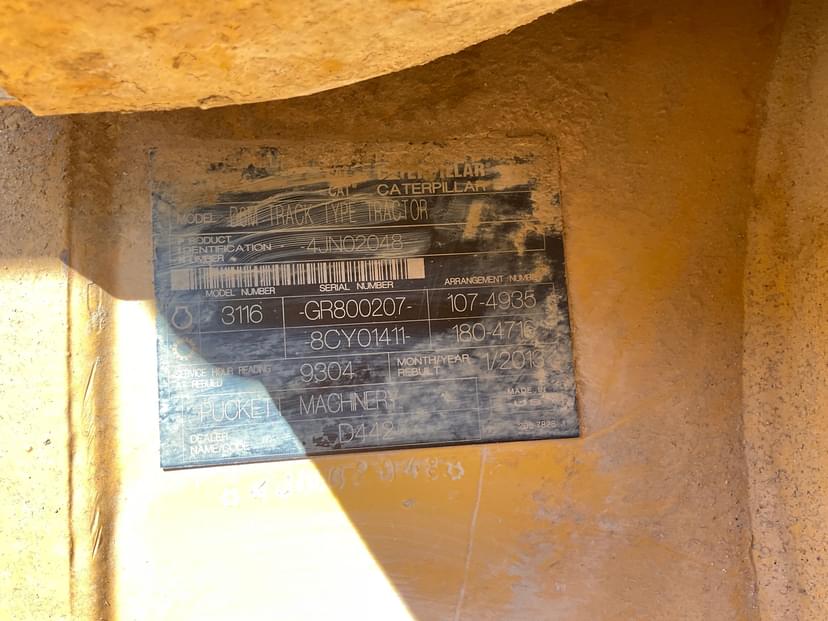 CATERPILLAR
CAT® CATERPILLAR
MODEL TRACK TYPE TRACTOR
PRODUCT IDENTIFICATION NUMBER -4JN02048-
MODEL NUMBER SERIAL NUMBER ARRANGEMENT NUMBER
3116 -GR800207- 107-4935
-8CY01411- 180-4716
SERVICE HOUR READING AT REBUILD 9304 MONTH/YEAR REBUILT 1/2013
PUCKETT MACHINERY
DEALER NAME/CODE D442
MADE IN